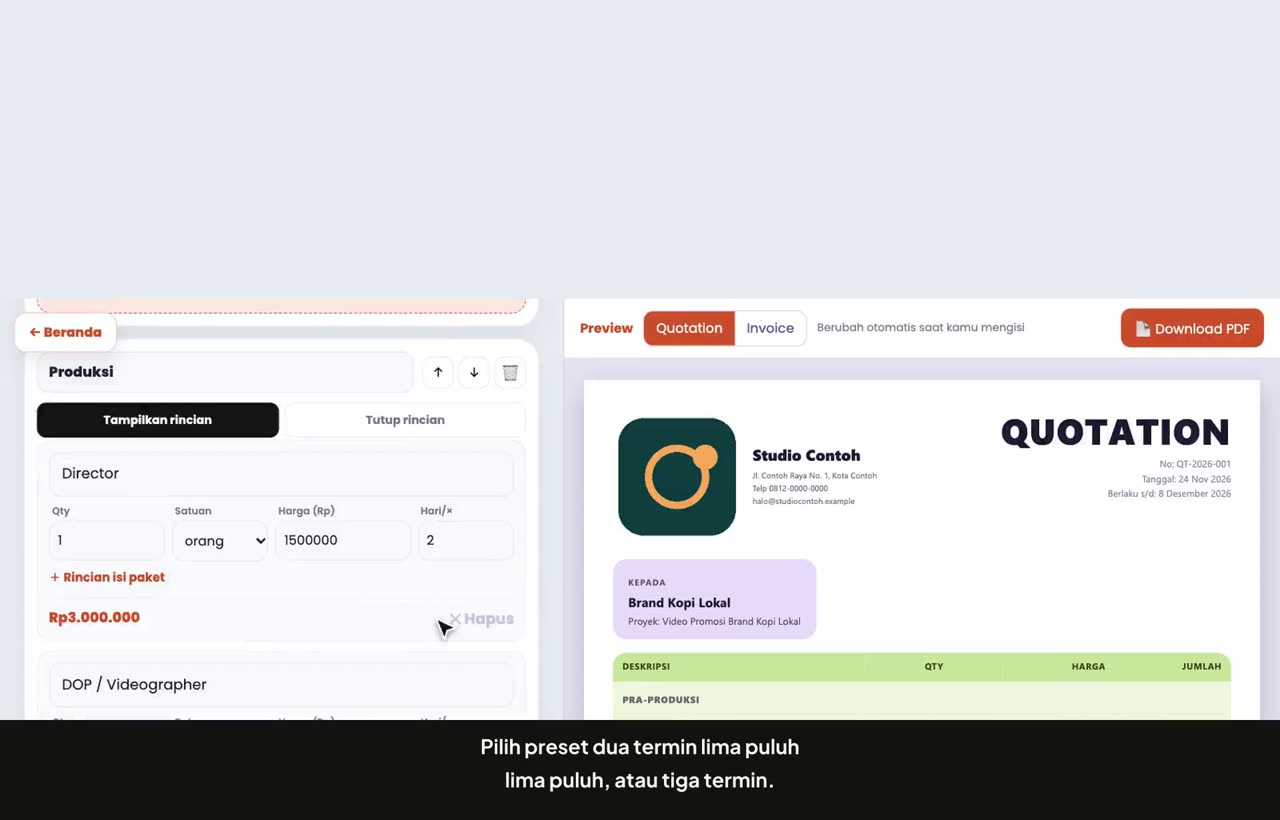 ← Beranda
Produksi
↑
↓
Tampilkan rincian
Tutup rincian
Director
Qty
Satuan
Harga (Rp)
Hari/×
1
orang
1500000
2
+ Rincian isi paket
Rp3.000.000
× Hapus
DOP / Videographer
Preview
Quotation
Invoice
Berubah otomatis saat kamu mengisi
Download PDF
Studio Contoh
Jl. Contoh Raya No. 1, Kota Contoh
Telp 0812-0000-0000
halo@studiocontoh.example
QUOTATION
No: QT-2026-001
Tanggal: 24 Nov 2026
Berlaku s/d: 8 Desember 2026
KEPADA
Brand Kopi Lokal
Proyek: Video Promosi Brand Kopi Lokal
DESKRIPSI
QTY
HARGA
JUMLAH
PRA-PRODUKSI
Pilih preset dua termin lima puluh
lima puluh, atau tiga termin.